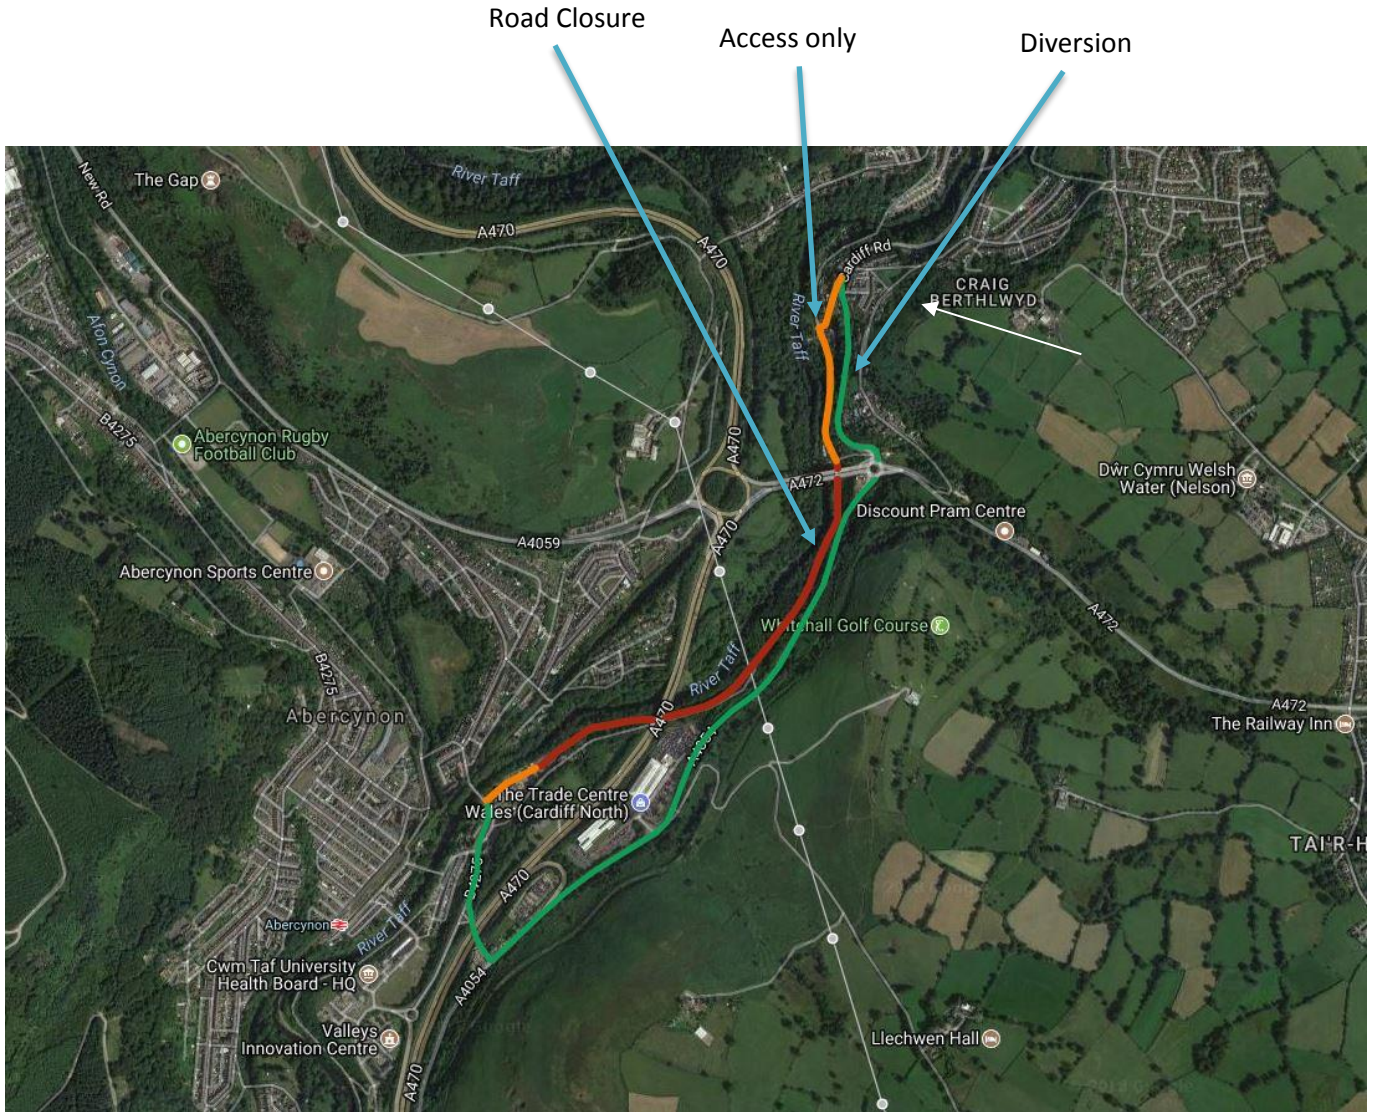 Road Closure
Access only
Diversion
New Rd
The Gap
River Taff
A470
A470
Cardiff Rd
CRAIG
BERTHLWYD
River Taff
Afon Cynon
B4275
Abercynon Rugby
Football Club
A470
A472
Dŵr Cymru Welsh
Water (Nelson)
Discount Pram Centre
A470
A4059
Abercynon Sports Centre
A472
Whitehall Golf Course
B4275
River Taff
A472
Abercynon
A470
The Railway Inn
A4054
The Trade Centre
Wales (Cardiff North)
TAI'R-H
B4275
A470
Abercynon
River Taff
Cwm Taf University
Health Board - HQ
A4054
Valleys
Innovation Centre
Llechwen Hall
A470